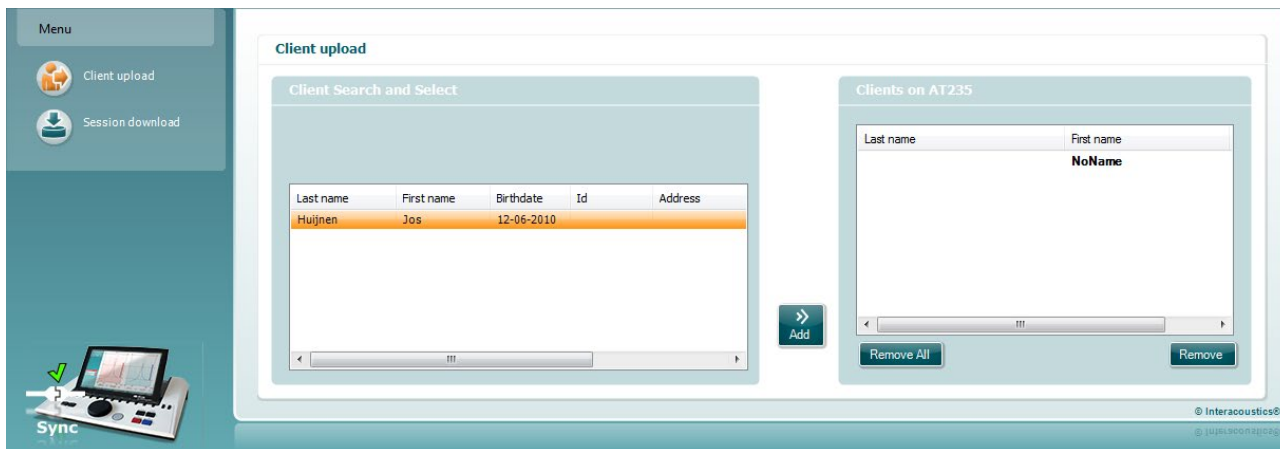 Menu
Client upload
Session download
Sync
Client upload
Client Search and Select
Last name First name Birthdate Id Address
Huijnen Jos 12-06-2010
Add
Clients on AT235
Last name First name
NoName
Remove All Remove
© Interacoustics®
© Interacoustics®